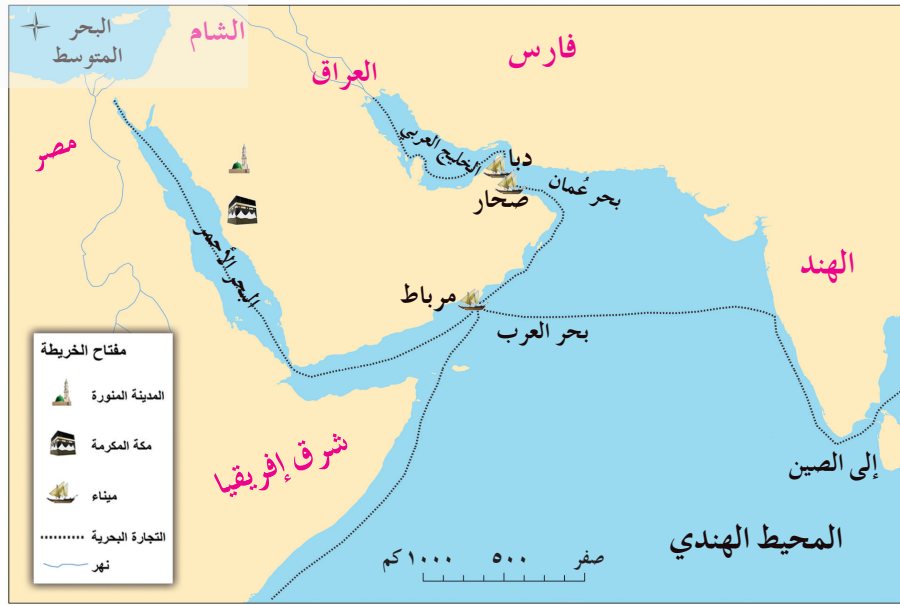 البحر
المتوسط
الشام
فارس
العراق
مصر
الخليج العربي
دبا
صحار
بحر عُمان
البحر الأحمر
الهند
مرباط
بحر العرب
شرق إفريقيا
إلى الصين
المحيط الهندي
صفر ٥٠٠ ١٠٠٠ كم
مفتاح الخريطة
المدينة المنورة
مكة المكرمة
ميناء
التجارة البحرية
نهر